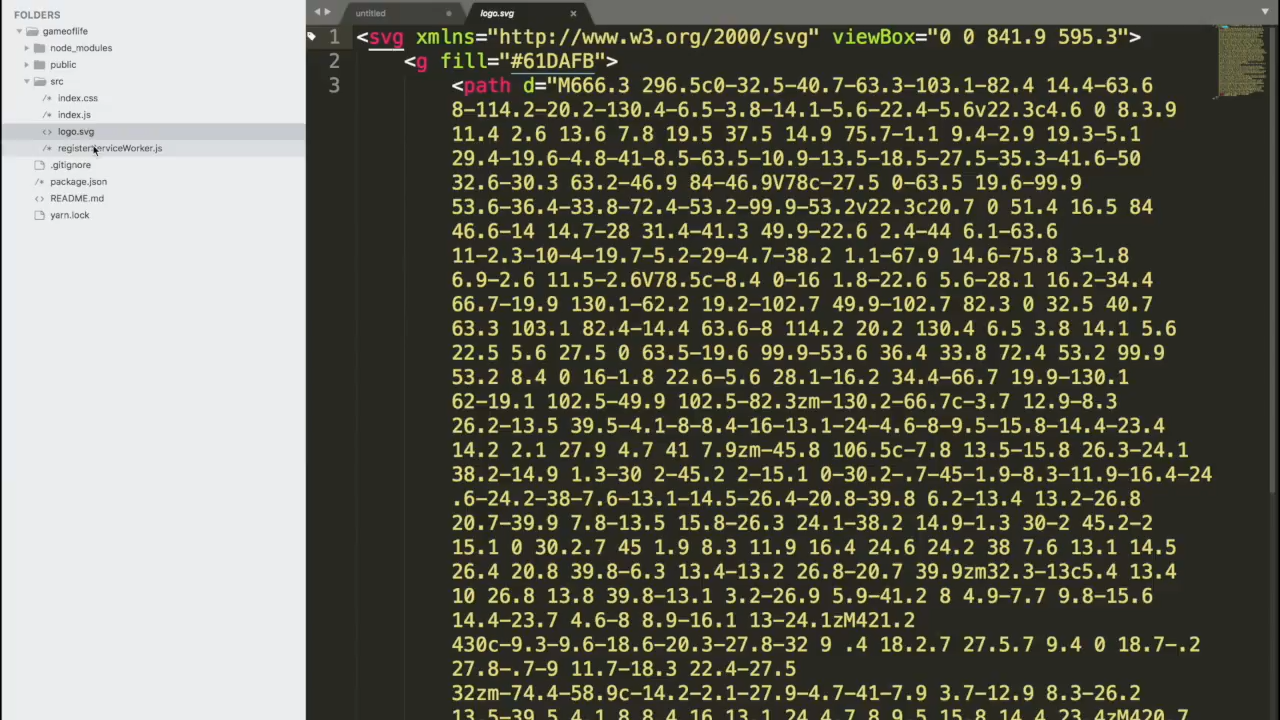 FOLDERS
gameoflife
node_modules
public
src
index.css
index.js
logo.svg
registerServiceWorker.js
.gitignore
package.json
README.md
yarn.lock
untitled
logo.svg
1 <svg xmlns="http://www.w3.org/2000/svg" viewBox="0 0 841.9 595.3">
2 <g fill="#61DAFB">
3 <path d="M666.3 296.5c0-32.5-40.7-63.3-103.1-82.4 14.4-63.6
8-114.2-20.2-130.4-6.5-3.8-14.1-5.6-22.4-5.6v22.3c4.6 0 8.3.9
11.4 2.6 13.6 7.8 19.5 37.5 14.9 75.7-1.1 9.4-2.9 19.3-5.1
29.4-19.6-4.8-41-8.5-63.5-10.9-13.5-18.5-27.5-35.3-41.6-50
32.6-30.3 63.2-46.9 84-46.9V78c-27.5 0-63.5 19.6-99.9
53.6-36.4-33.8-72.4-53.2-99.9-53.2v22.3c20.7 0 51.4 16.5 84
46.6-14 14.7-28 31.4-41.3 49.9-22.6 2.4-44 6.1-63.6
11-2.3-10-4-19.7-5.2-29-4.7-38.2 1.1-67.9 14.6-75.8 3-1.8
6.9-2.6 11.5-2.6V78.5c-8.4 0-16 1.8-22.6 5.6-28.1 16.2-34.4
66.7-19.9 130.1-62.2 19.2-102.7 49.9-102.7 82.3 0 32.5 40.7
63.3 103.1 82.4-14.4 63.6-8 114.2 20.2 130.4 6.5 3.8 14.1 5.6
22.5 5.6 27.5 0 63.5-19.6 99.9-53.6 36.4 33.8 72.4 53.2 99.9
53.2 8.4 0 16-1.8 22.6-5.6 28.1-16.2 34.4-66.7 19.9-130.1
62-19.1 102.5-49.9 102.5-82.3zm-130.2-66.7c-3.7 12.9-8.3
26.2-13.5 39.5-4.1-8-8.4-16-13.1-24-4.6-8-9.5-15.8-14.4-23.4
14.2 2.1 27.9 4.7 41 7.9zm-45.8 106.5c-7.8 13.5-15.8 26.3-24.1
38.2-14.9 1.3-30 2-45.2 2-15.1 0-30.2-.7-45-1.9-8.3-11.9-16.4-24
.6-24.2-38-7.6-13.1-14.5-26.4-20.8-39.8 6.2-13.4 13.2-26.8
20.7-39.9 7.8-13.5 15.8-26.3 24.1-38.2 14.9-1.3 30-2 45.2-2
15.1 0 30.2.7 45 1.9 8.3 11.9 16.4 24.6 24.2 38 7.6 13.1 14.5
26.4 20.8 39.8-6.3 13.4-13.2 26.8-20.7 39.9zm32.3-13c5.4 13.4
10 26.8 13.8 39.8-13.1 3.2-26.9 5.9-41.2 8 4.9-7.7 9.8-15.6
14.4-23.7 4.6-8 8.9-16.1 13-24.1zM421.2
430c-9.3-9.6-18.6-20.3-27.8-32 9 .4 18.2.7 27.5.7 9.4 0 18.7-.2
27.8-.7-9 11.7-18.3 22.4-27.5
32zm-74.4-58.9c-14.2-2.1-27.9-4.7-41-7.9 3.7-12.9 8.3-26.2
13.5-39.5 4.1 8 8.4 16 13.1 24 4.7 8 9.5 15.8 14.4 23.4zM420.7